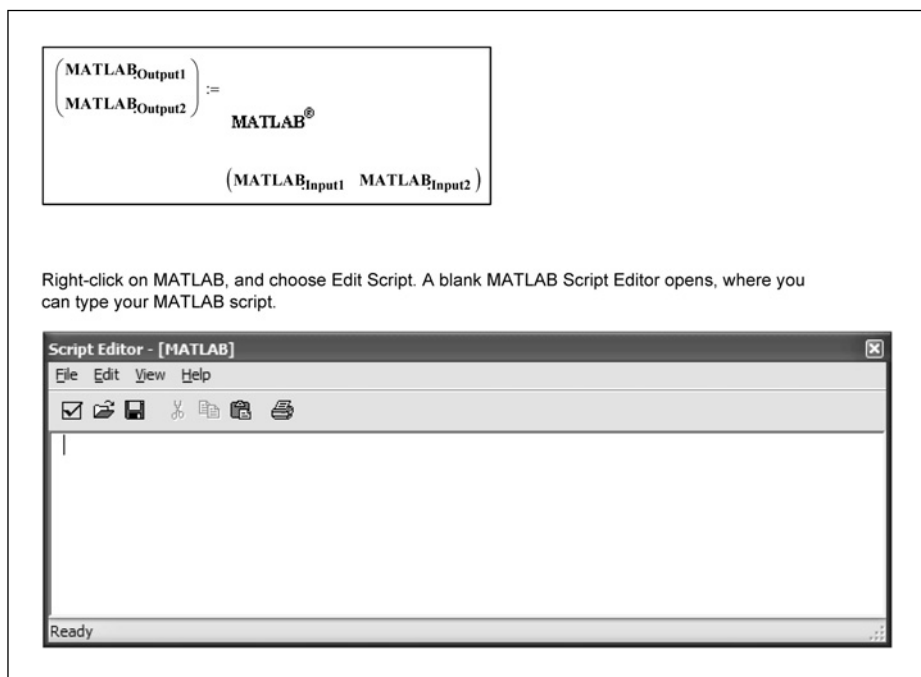 MATLAB.Output1
MATLAB.Output2
:=
MATLAB®
(MATLAB.Input1 MATLAB.Input2)
Right-click on MATLAB, and choose Edit Script. A blank MATLAB Script Editor opens, where you
can type your MATLAB script.
Script Editor - [MATLAB]
File Edit View Help
Ready